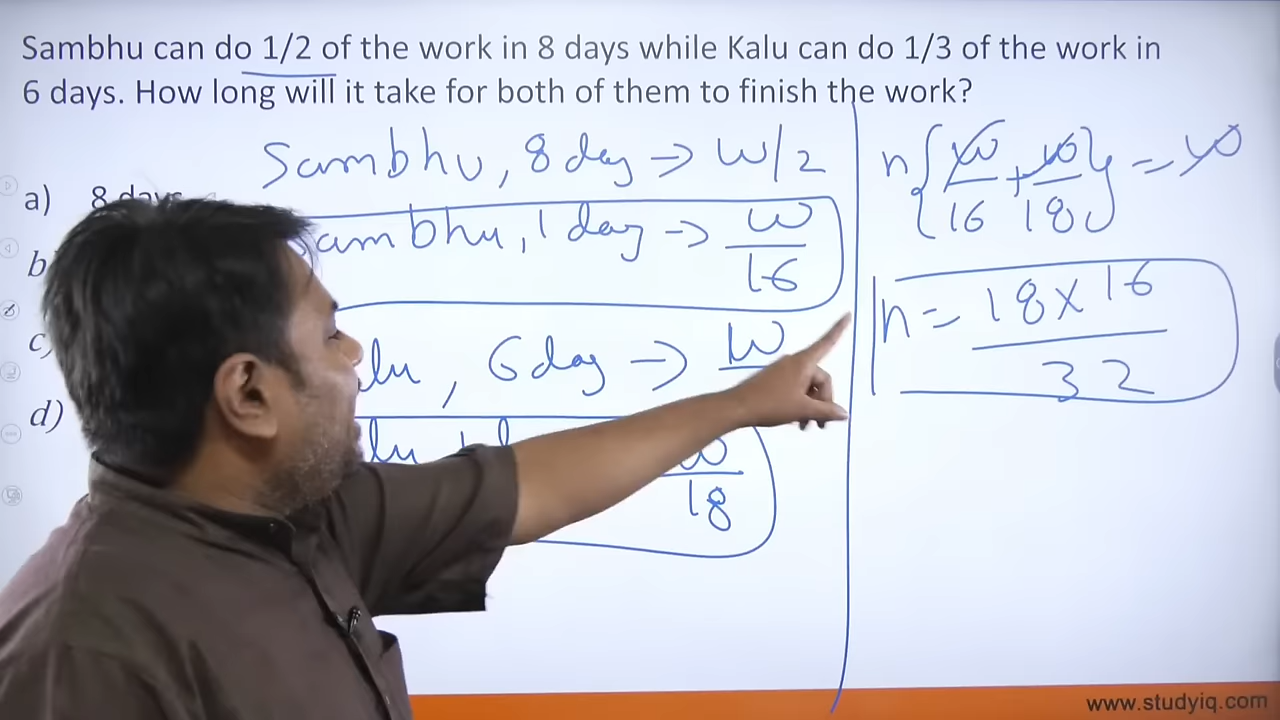 Sambhu can do 1/2 of the work in 8 days while Kalu can do 1/3 of the work in
6 days. How long will it take for both of them to finish the work?
a) 8 days
b
c)
d)
Sambhu, 8 day → W/2
Sambhu, 1 day → W/16
6 day → W
W/18
n{W/16 + W/18} = W
n = 18 × 16 / 32
www.studyiq.com